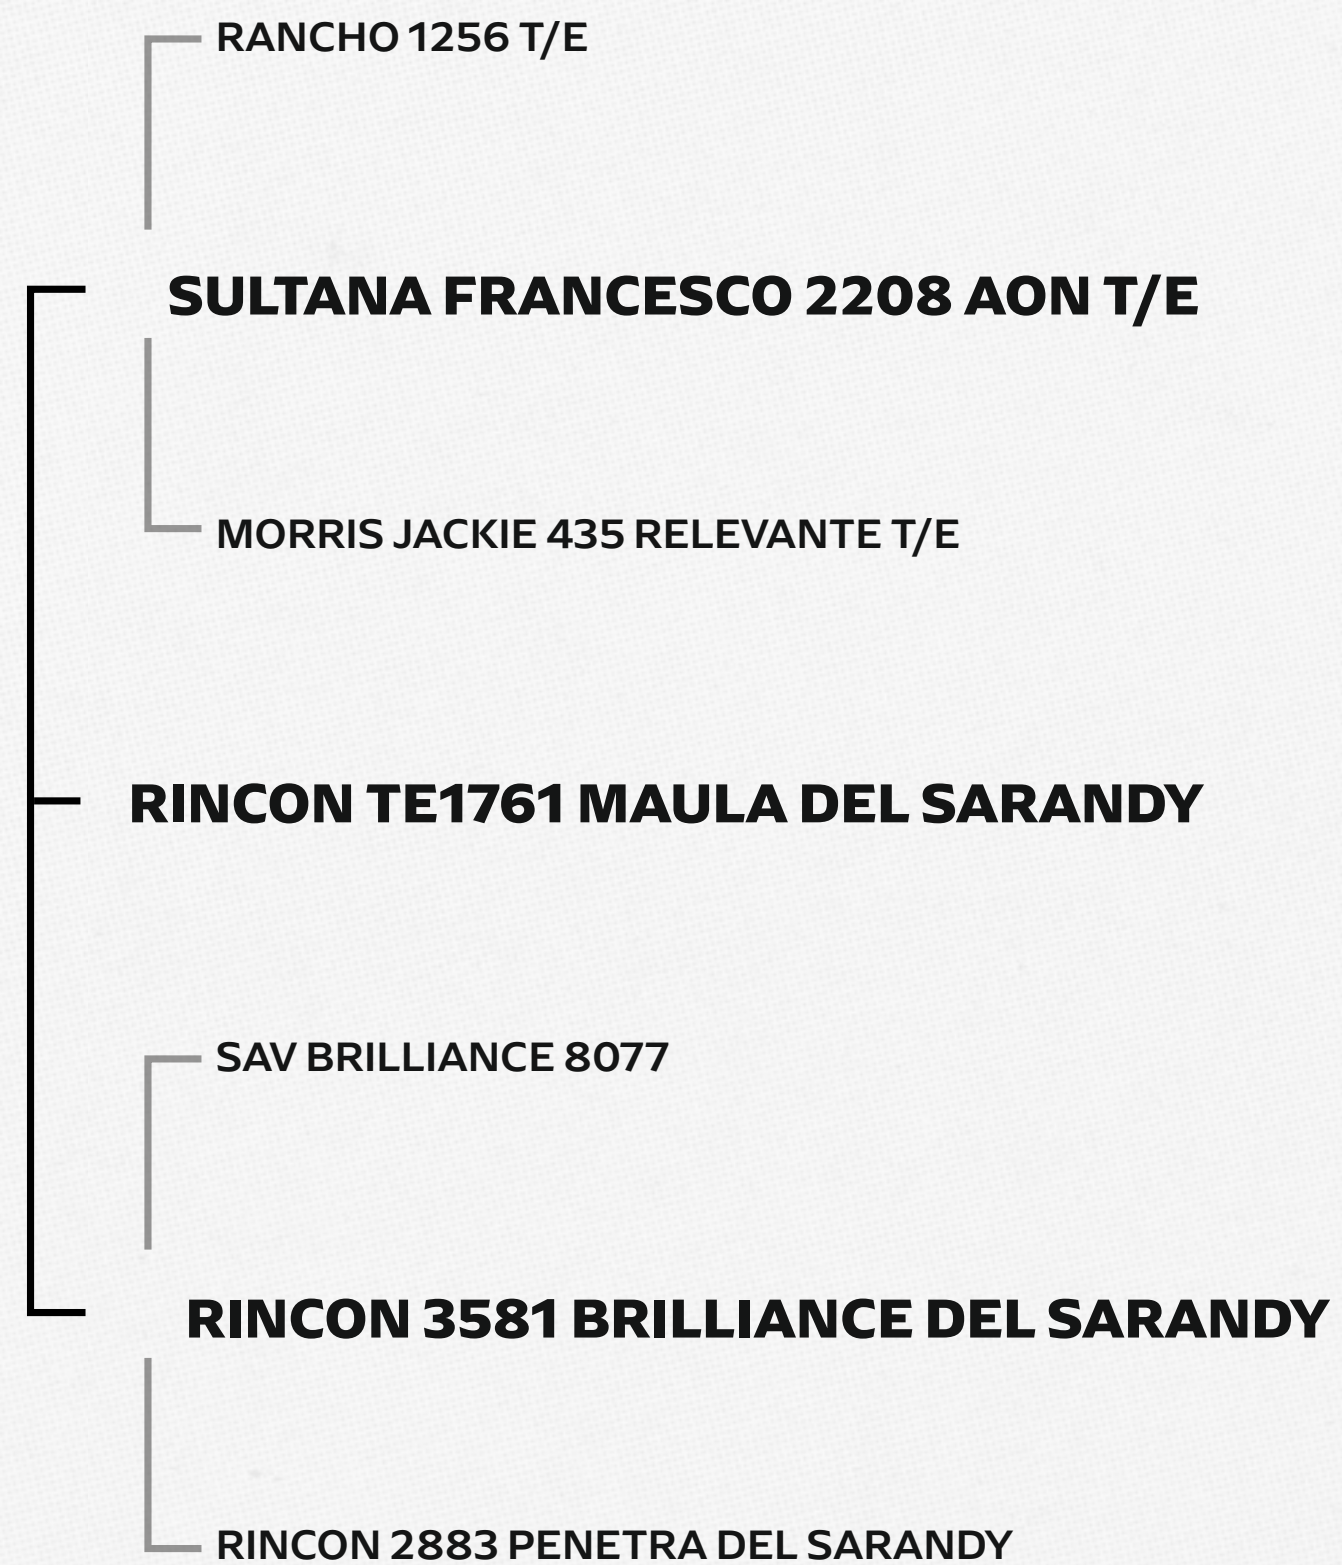 RANCHO 1256 T/E
SULTANA FRANCESCO 2208 AON T/E
MORRIS JACKIE 435 RELEVANTE T/E
RINCON TE1761 MAULA DEL SARANDY
SAV BRILLIANCE 8077
RINCON 3581 BRILLIANCE DEL SARANDY
RINCON 2883 PENETRA DEL SARANDY